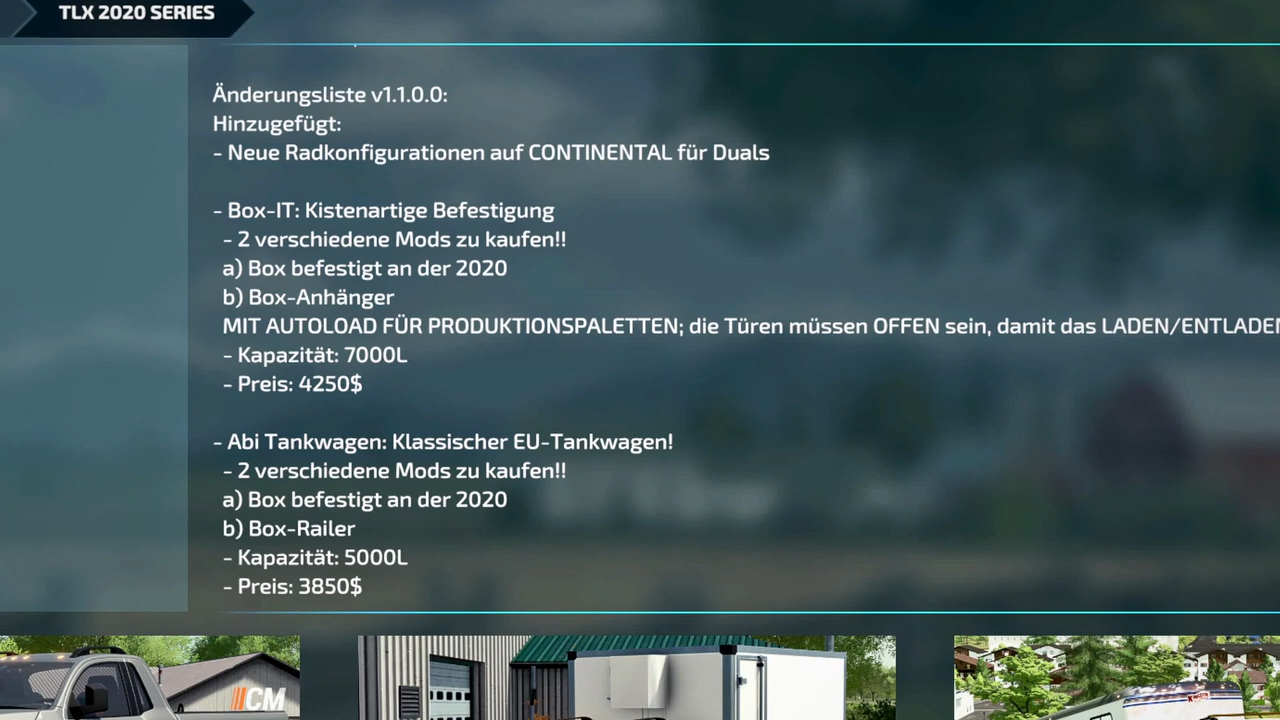 TLX 2020 SERIES
Änderungsliste v1.1.0.0:
Hinzugefügt:
- Neue Radkonfigurationen auf CONTINENTAL für Duals
- Box-IT: Kistenartige Befestigung
- 2 verschiedene Mods zu kaufen!!
a) Box befestigt an der 2020
b) Box-Anhänger
MIT AUTOLOAD FÜR PRODUKTIONSPALETTEN; die Türen müssen OFFEN sein, damit das LADEN/ENTLADEN
- Kapazität: 7000L
- Preis: 4250$
- Abi Tankwagen: Klassischer EU-Tankwagen!
- 2 verschiedene Mods zu kaufen!!
a) Box befestigt an der 2020
b) Box-Railer
- Kapazität: 5000L
- Preis: 3850$
CM